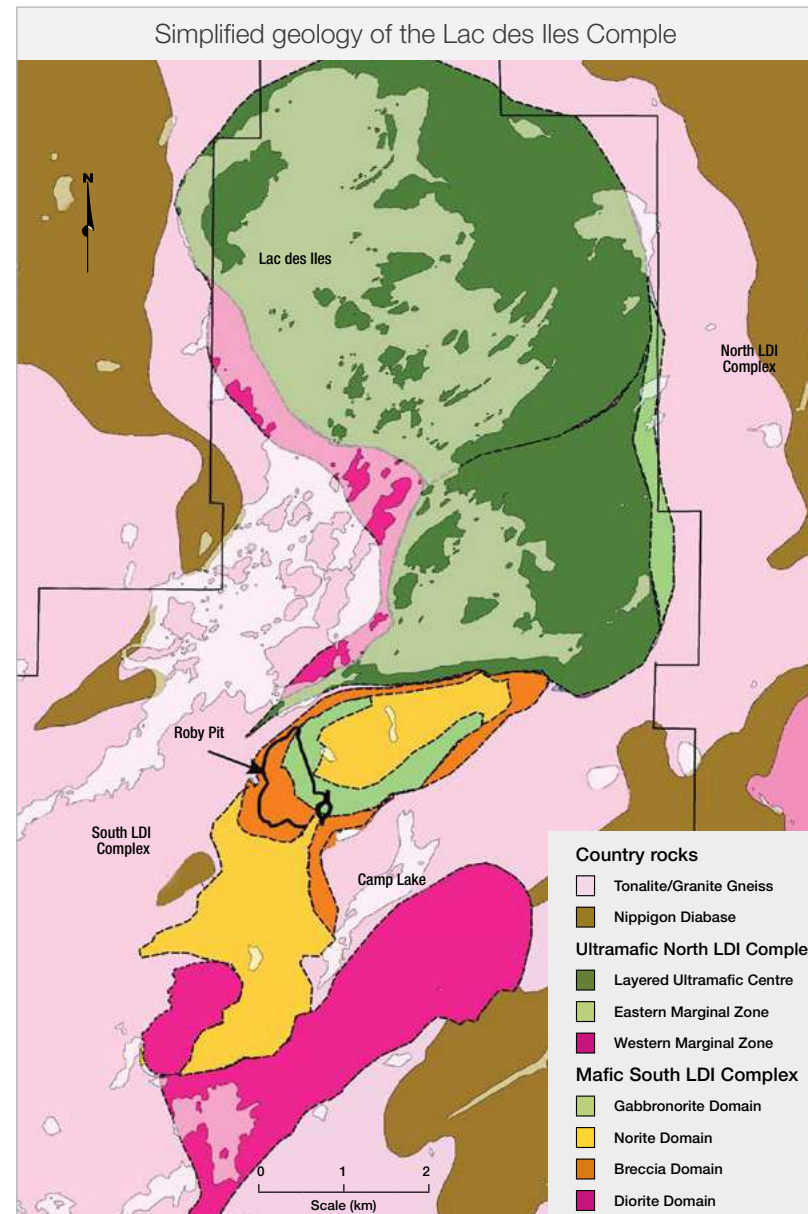 Simplified geology of the Lac des Iles Comple
N
Lac des Iles
North LDI
Complex
Roby Pit
South LDI
Complex
Camp Lake
Country rocks
Tonalite/Granite Gneiss
Nippigon Diabase
Ultramafic North LDI Comple
Layered Ultramafic Centre
Eastern Marginal Zone
Western Marginal Zone
Mafic South LDI Complex
Gabbronorite Domain
Norite Domain
Breccia Domain
Diorite Domain
0 1 2
Scale (km)